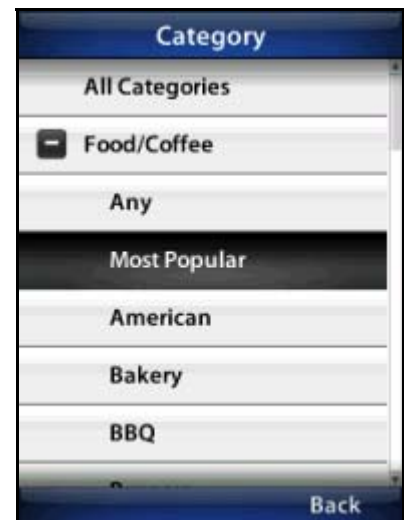 Category
All Categories
Food/Coffee
Any
Most Popular
American
Bakery
BBQ
Back